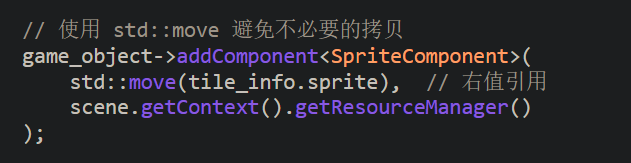 // 使用 std::move 避免不必要的拷贝
game_object->addComponent<SpriteComponent>(
    std::move(tile_info.sprite),  // 右值引用
    scene.getContext().getResourceManager()
);